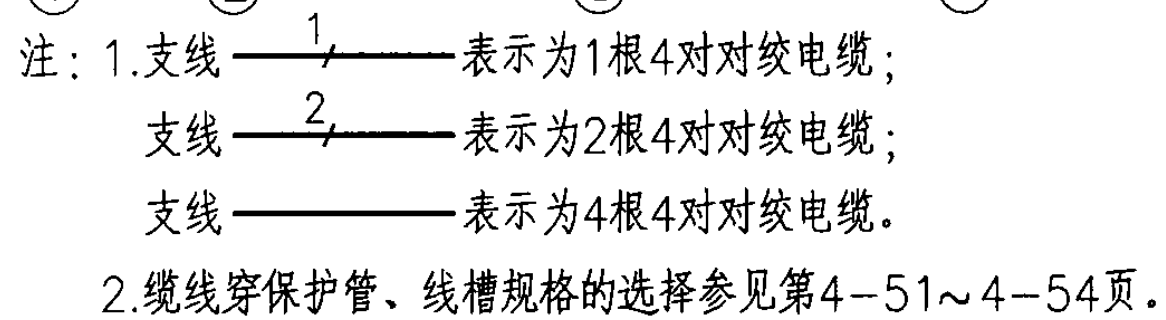 注：1.支线 1 表示为1根4对对绞电缆；
支线 2 表示为2根4对对绞电缆；
支线 表示为4根4对对绞电缆。
2.缆线穿保护管、线槽规格的选择参见第4-51~4-54页。